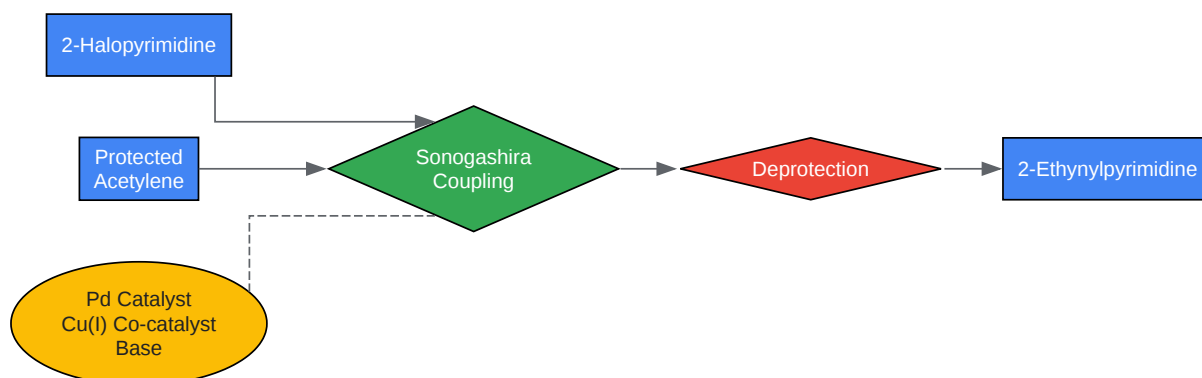 2-Halopyrimidine
Protected
Acetylene
Sonogashira
Coupling
Deprotection
2-Ethynylpyrimidine
Pd Catalyst
Cu(I) Co-catalyst
Base